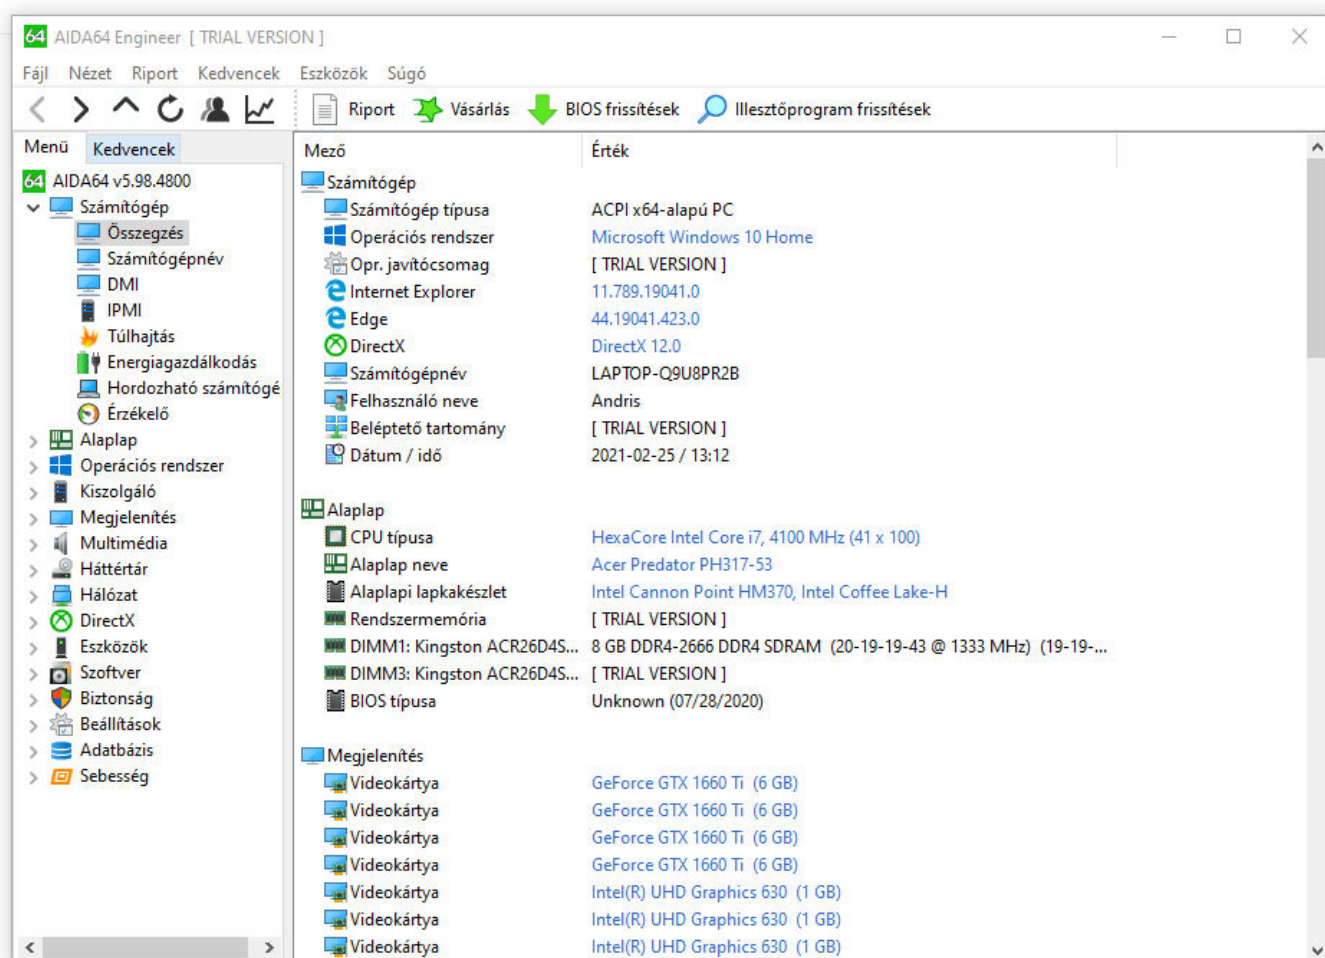 64 AIDA64 Engineer [ TRIAL VERSION ]
Fájl Nézet Riport Kedvencek Eszközök Súgó
Riport Vásárlás BIOS frissítések Illesztőprogram frissítések
Menü Kedvencek
64 AIDA64 v5.98.4800
Számítógép
Összegzés
Számítógépnév
DMI
IPMI
Túlhajtás
Energiagazdálkodás
Hordozható számítógé
Érzékelő
Alaplap
Operációs rendszer
Kiszolgáló
Megjelenítés
Multimédia
Háttértár
Hálózat
DirectX
Eszközök
Szoftver
Biztonság
Beállítások
Adatbázis
Sebesség
Mező Érték
Számítógép
Számítógép típusa ACPI x64-alapú PC
Operációs rendszer Microsoft Windows 10 Home
Opr. javítócsomag [ TRIAL VERSION ]
Internet Explorer 11.789.19041.0
Edge 44.19041.423.0
DirectX DirectX 12.0
Számítógépnév LAPTOP-Q9U8PR2B
Felhasználó neve Andris
Beléptető tartomány [ TRIAL VERSION ]
Dátum / idő 2021-02-25 / 13:12
Alaplap
CPU típusa HexaCore Intel Core i7, 4100 MHz (41 x 100)
Alaplap neve Acer Predator PH317-53
Alaplapi lapkakészlet Intel Cannon Point HM370, Intel Coffee Lake-H
Rendszermemória [ TRIAL VERSION ]
DIMM1: Kingston ACR26D4S... 8 GB DDR4-2666 DDR4 SDRAM (20-19-19-43 @ 1333 MHz) (19-19-...
DIMM3: Kingston ACR26D4S... [ TRIAL VERSION ]
BIOS típusa Unknown (07/28/2020)
Megjelenítés
Videokártya GeForce GTX 1660 Ti (6 GB)
Videokártya GeForce GTX 1660 Ti (6 GB)
Videokártya GeForce GTX 1660 Ti (6 GB)
Videokártya GeForce GTX 1660 Ti (6 GB)
Videokártya Intel(R) UHD Graphics 630 (1 GB)
Videokártya Intel(R) UHD Graphics 630 (1 GB)
Videokártya Intel(R) UHD Graphics 630 (1 GB)